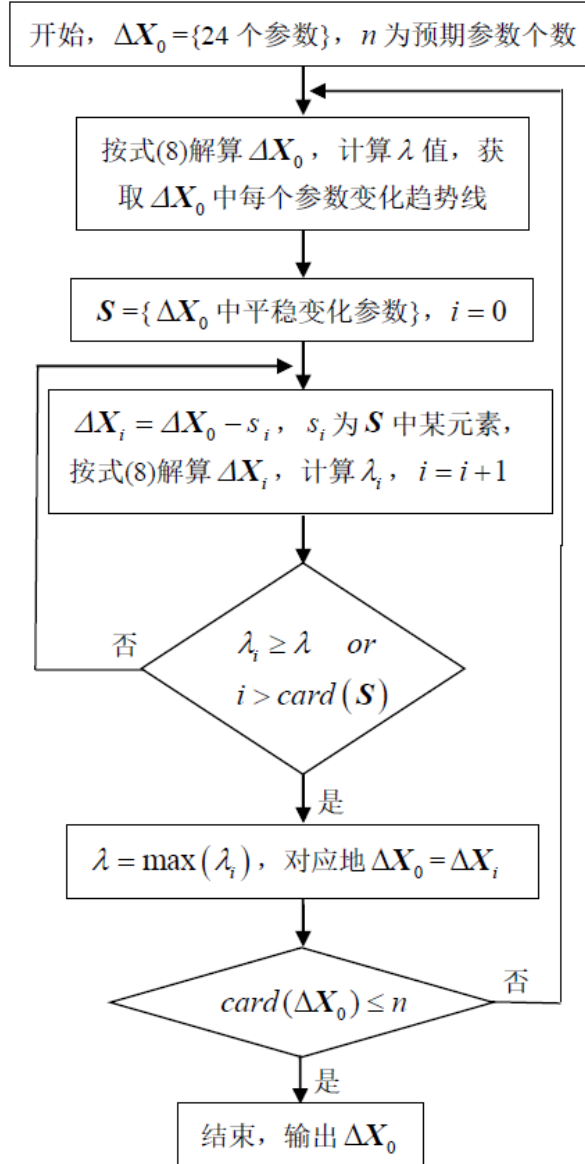 开始，ΔX₀={24 个参数}，n 为预期参数个数
按式(8)解算 ΔX₀，计算 λ 值，获
取 ΔX₀ 中每个参数变化趋势线
S={ΔX₀ 中平稳变化参数}，i = 0
ΔXᵢ = ΔX₀ − sᵢ，sᵢ 为 S 中某元素，
按式(8)解算 ΔXᵢ，计算 λᵢ，i = i + 1
否
λᵢ ≥ λ or
i > card(S)
是
λ = max(λᵢ)，对应地 ΔX₀ = ΔXᵢ
否
card(ΔX₀) ≤ n
是
结束，输出 ΔX₀